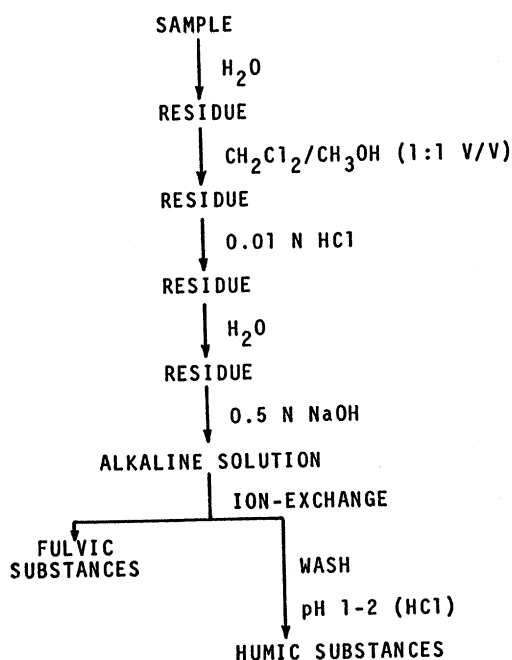 SAMPLE
H₂O
RESIDUE
CH₂Cl₂/CH₃OH (1:1 V/V)
RESIDUE
0.01 N HCl
RESIDUE
H₂O
RESIDUE
0.5 N NaOH
ALKALINE SOLUTION
ION-EXCHANGE
FULVIC
SUBSTANCES
WASH
pH 1-2 (HCl)
HUMIC SUBSTANCES